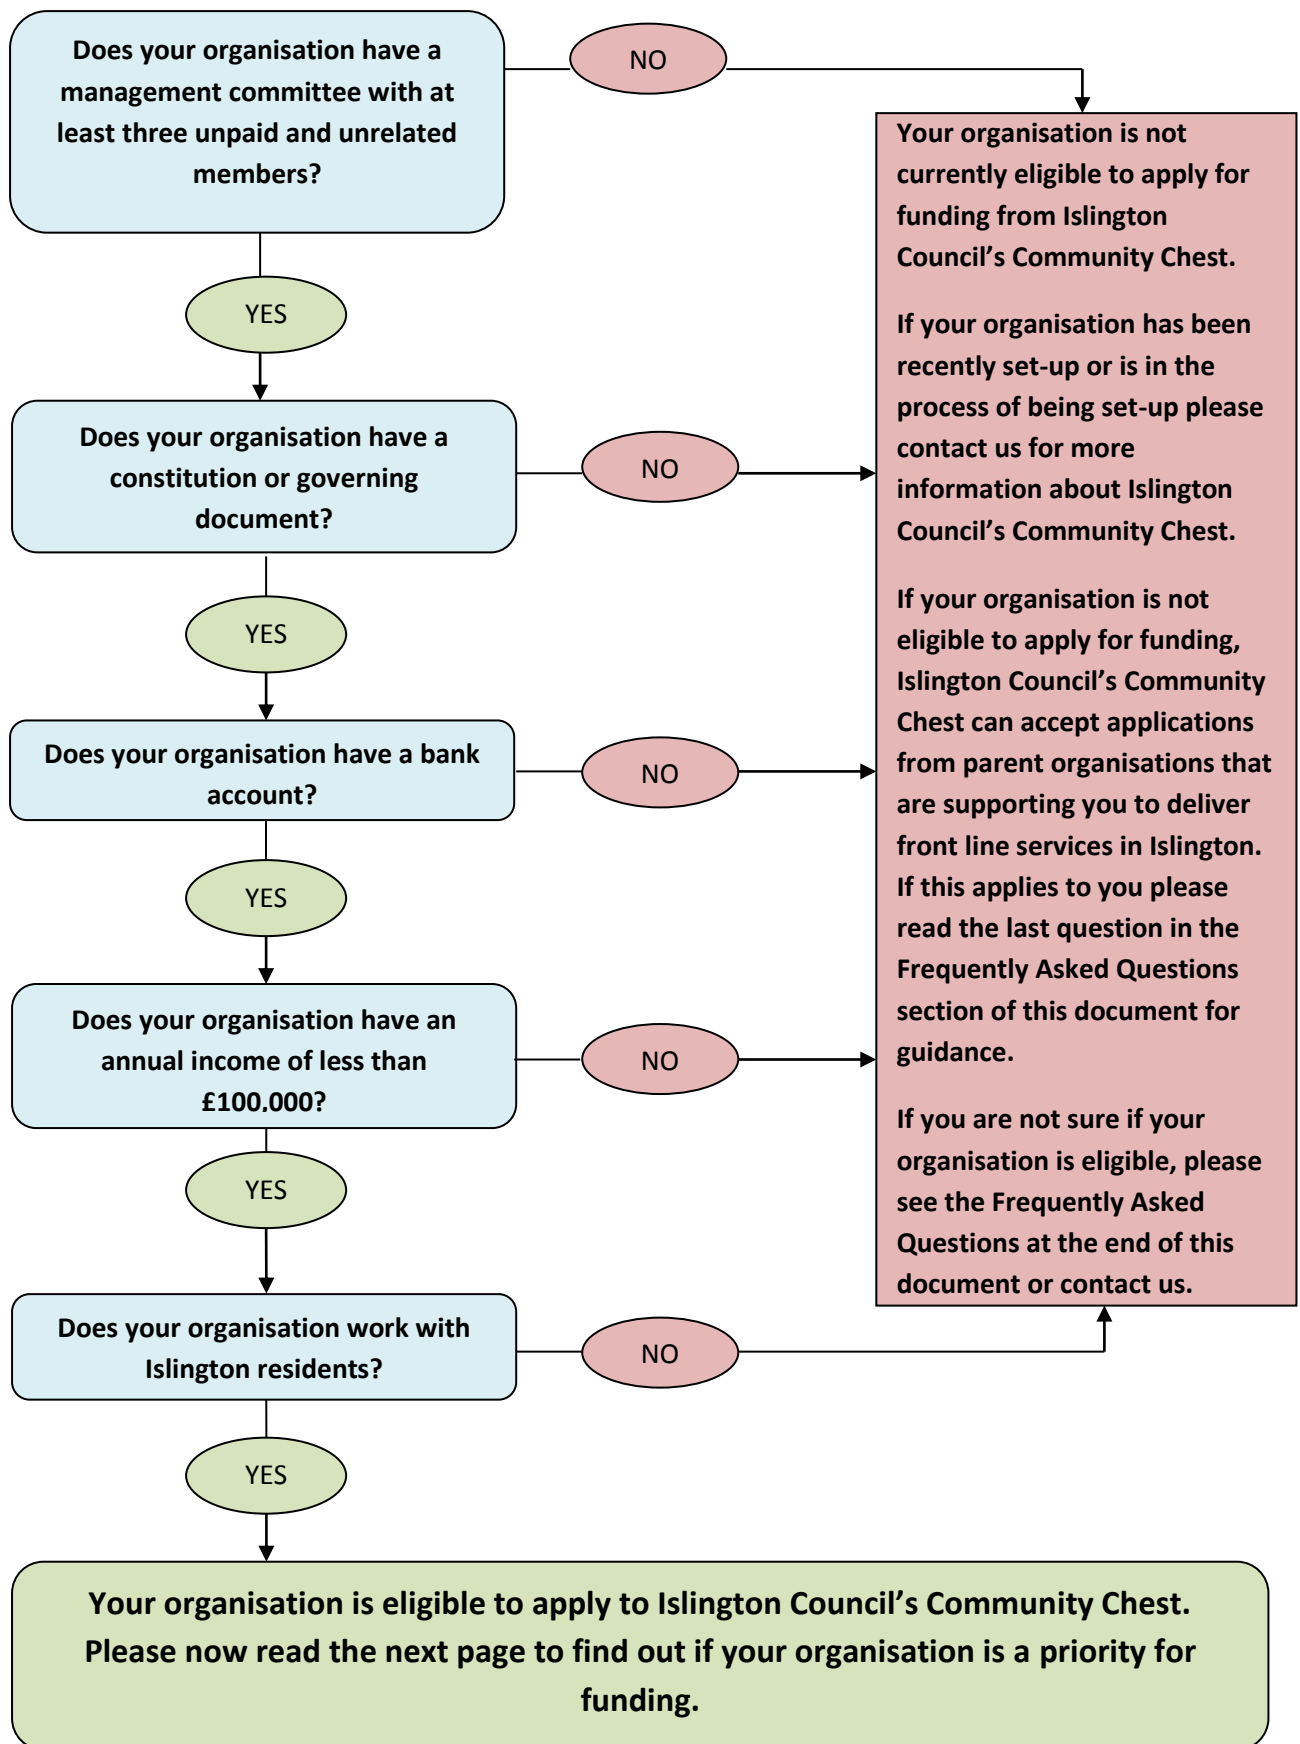 Does your organisation have a
management committee with at
least three unpaid and unrelated
members?
NO
YES
Does your organisation have a
constitution or governing
document?
NO
YES
Does your organisation have a bank
account?
NO
YES
Does your organisation have an
annual income of less than
£100,000?
NO
YES
Does your organisation work with
Islington residents?
NO
YES
Your organisation is not
currently eligible to apply for
funding from Islington
Council’s Community Chest.
If your organisation has been
recently set-up or is in the
process of being set-up please
contact us for more
information about Islington
Council’s Community Chest.
If your organisation is not
eligible to apply for funding,
Islington Council’s Community
Chest can accept applications
from parent organisations that
are supporting you to deliver
front line services in Islington.
If this applies to you please
read the last question in the
Frequently Asked Questions
section of this document for
guidance.
If you are not sure if your
organisation is eligible, please
see the Frequently Asked
Questions at the end of this
document or contact us.
Your organisation is eligible to apply to Islington Council’s Community Chest.
Please now read the next page to find out if your organisation is a priority for
funding.